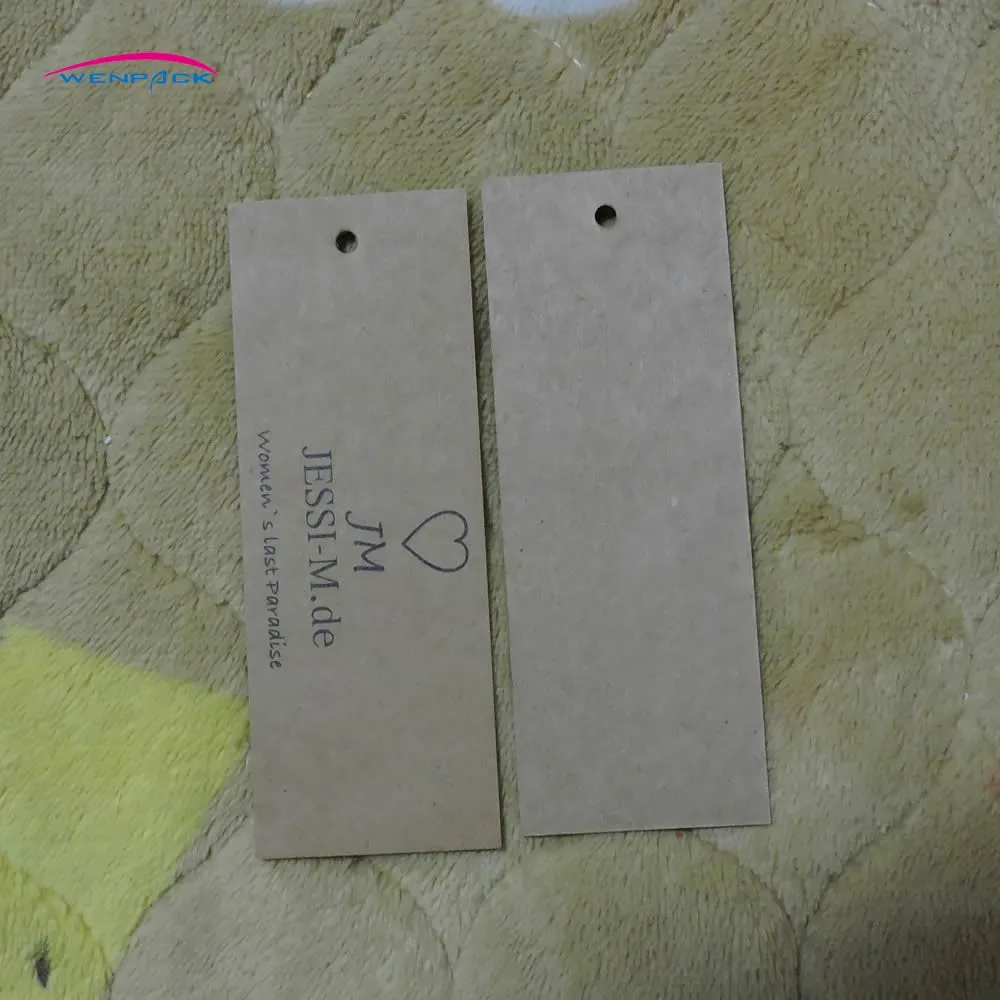 WENPACK
JM
JESSI-M.de
Women`s last Paradise